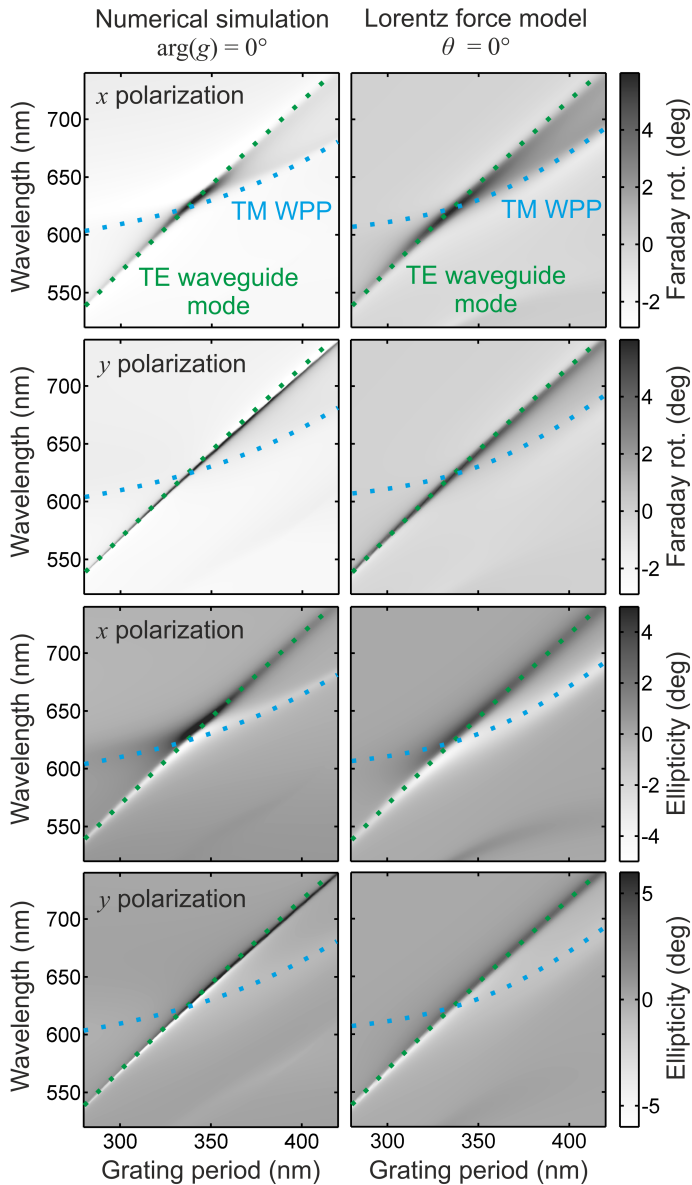 Numerical simulation
arg(g) = 0°
Lorentz force model
θ = 0°
x polarization
TM WPP
TE waveguide
mode
TM WPP
TE waveguide
mode
Wavelength (nm)
700
650
600
550
4
2
0
-2
Faraday rot. (deg)
y polarization
Wavelength (nm)
700
650
600
550
4
2
0
-2
Faraday rot. (deg)
x polarization
Wavelength (nm)
700
650
600
550
4
2
0
-2
-4
Ellipticity (deg)
y polarization
Wavelength (nm)
700
650
600
550
5
0
-5
Ellipticity (deg)
300 350 400
Grating period (nm)
300 350 400
Grating period (nm)